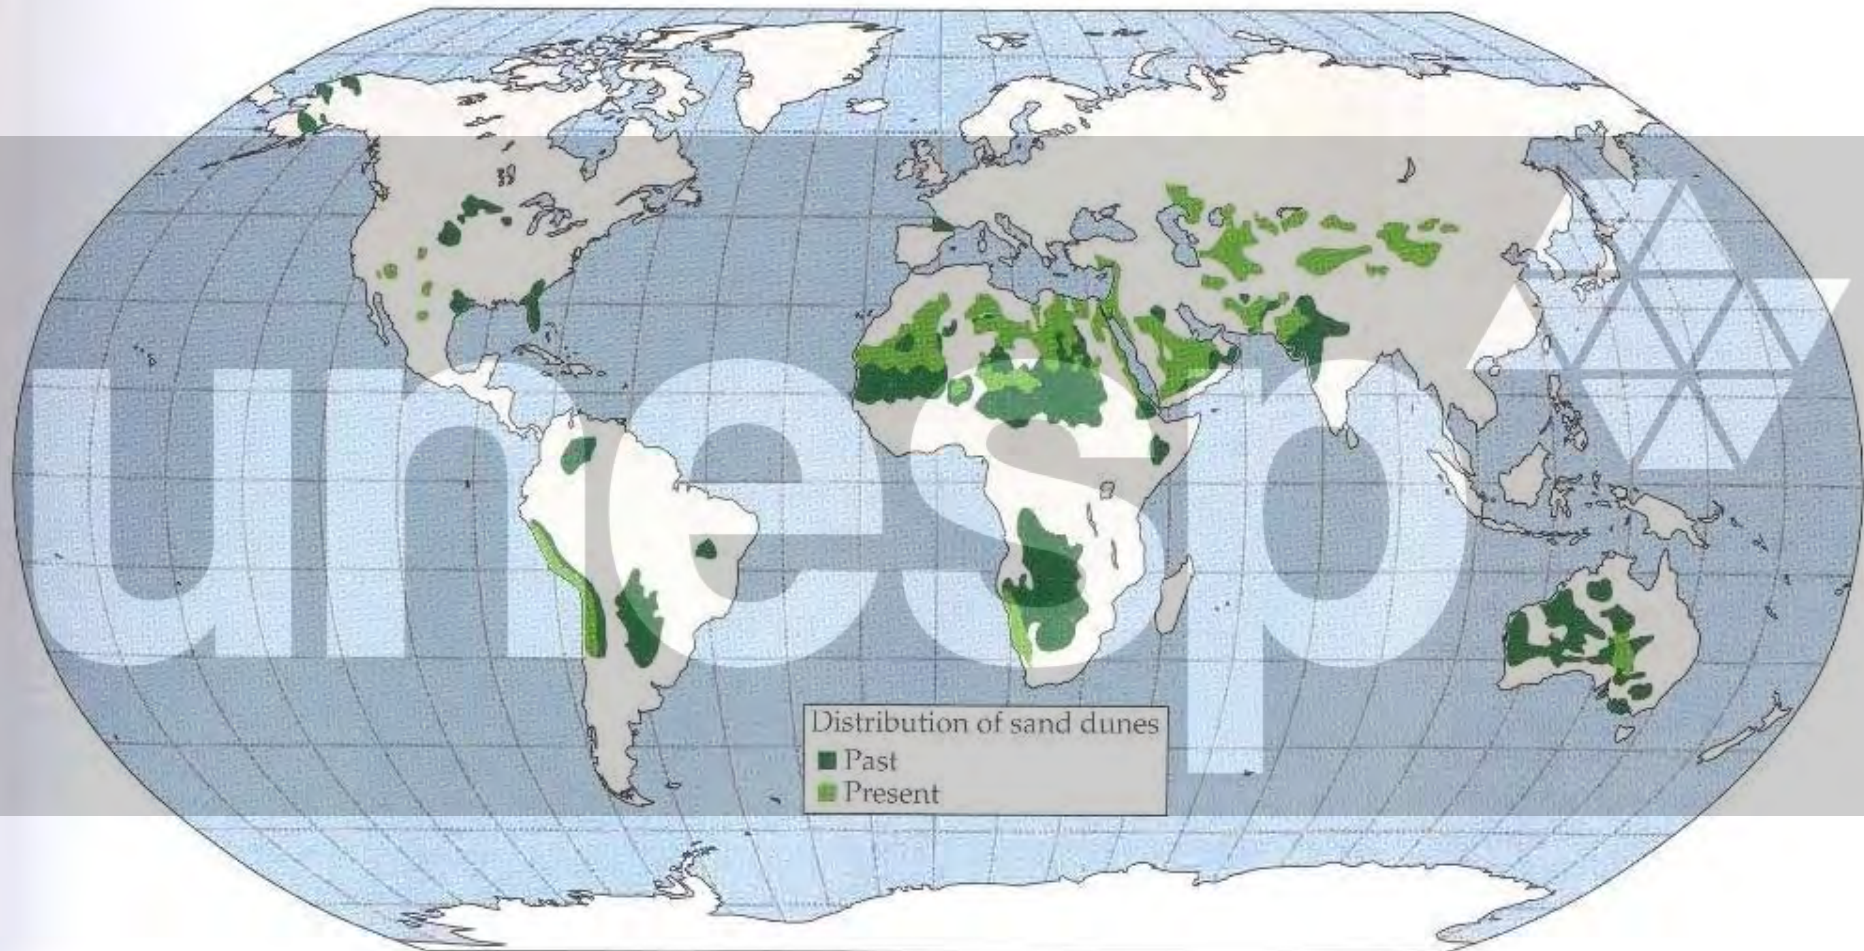 unesp
Distribution of sand dunes
Past
Present